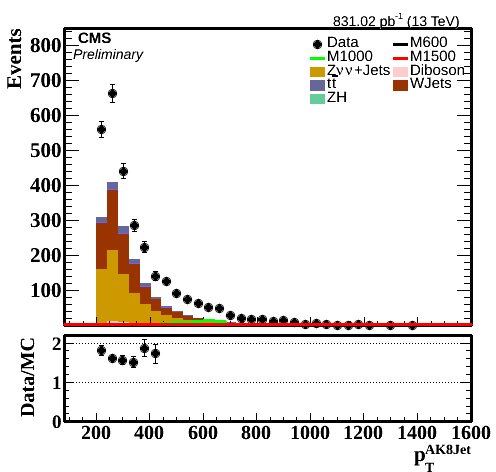 831.02 pb⁻¹ (13 TeV)
CMS
Preliminary
Data
M600
M1000
M1500
Zνν+Jets
Diboson
tt
WJets
ZH
Events
800
700
600
500
400
300
200
100
Data/MC
2
1
0
200 400 600 800 1000 1200 1400 1600
p_T^AK8Jet